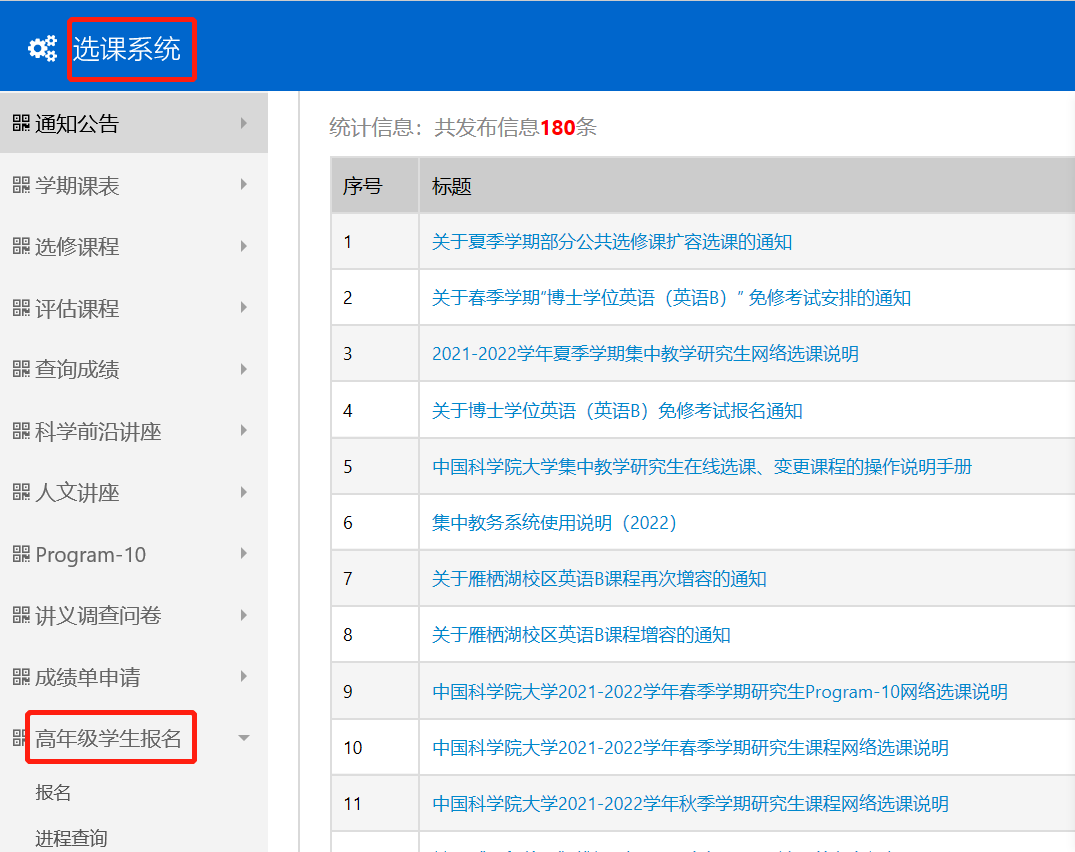 选课系统
通知公告
学期课表
选修课程
评估课程
查询成绩
科学前沿讲座
人文讲座
Program-10
讲义调查问卷
成绩单申请
高年级学生报名
报名
进程查询
统计信息：共发布信息180条
序号 标题
1 关于夏季学期部分公共选修课扩容选课的通知
2 关于春季学期“博士学位英语（英语B）” 免修考试安排的通知
3 2021-2022学年夏季学期集中教学研究生网络选课说明
4 关于博士学位英语（英语B）免修考试报名通知
5 中国科学院大学集中教学研究生在线选课、变更课程的操作说明手册
6 集中教务系统使用说明（2022）
7 关于雁栖湖校区英语B课程再次增容的通知
8 关于雁栖湖校区英语B课程增容的通知
9 中国科学院大学2021-2022学年春季学期研究生Program-10网络选课说明
10 中国科学院大学2021-2022学年春季学期研究生课程网络选课说明
11 中国科学院大学2021-2022学年秋季学期研究生课程网络选课说明